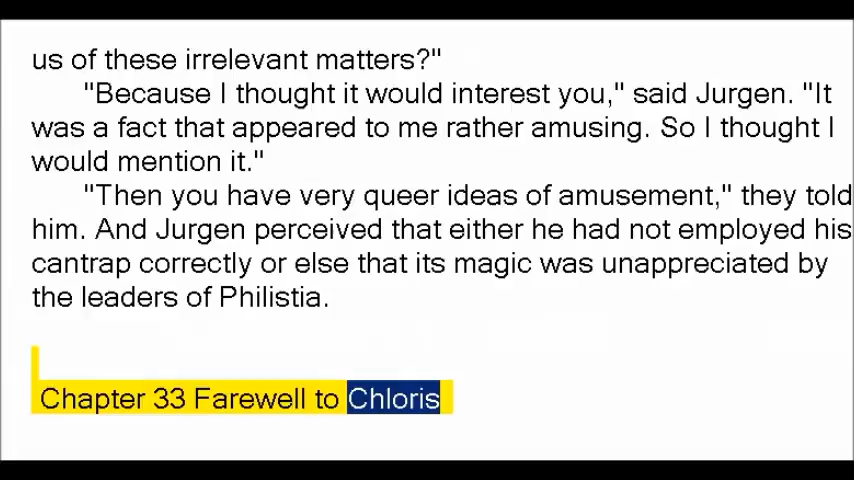 us of these irrelevant matters?"
"Because I thought it would interest you," said Jurgen. "It
was a fact that appeared to me rather amusing. So I thought I
would mention it."
"Then you have very queer ideas of amusement," they told
him. And Jurgen perceived that either he had not employed his
cantrap correctly or else that its magic was unappreciated by
the leaders of Philistia.
Chapter 33 Farewell to Chloris